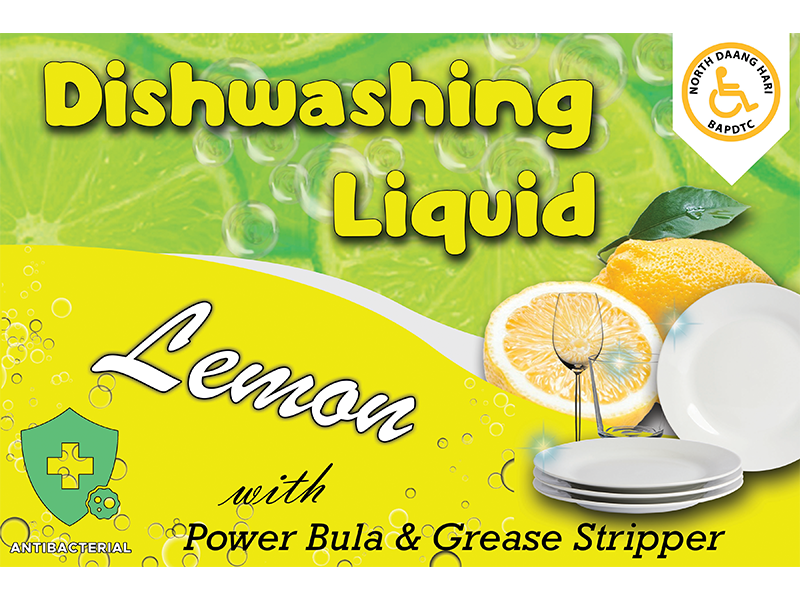 Dishwashing
Liquid
NORTH DAANG HARI
BAPDTC
Lemon
with
Power Bula & Grease Stripper
ANTIBACTERIAL